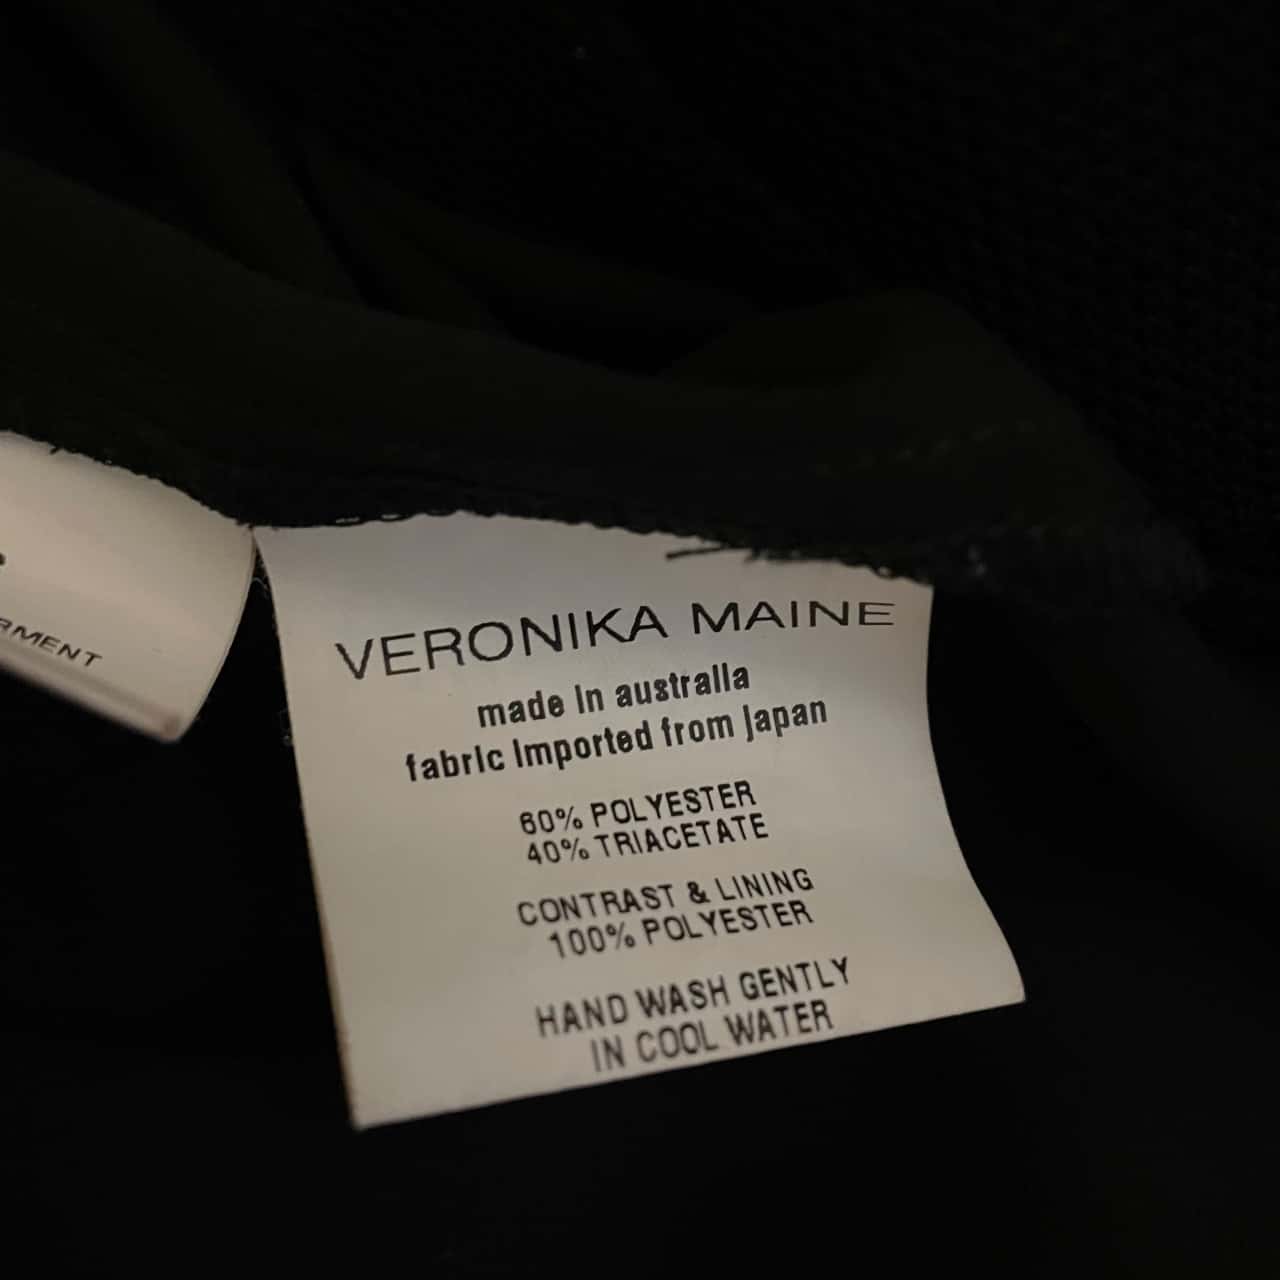 RMENT
VERONIKA MAINE
made in australia
fabric imported from japan
60% POLYESTER
40% TRIACETATE
CONTRAST & LINING
100% POLYESTER
HAND WASH GENTLY
IN COOL WATER